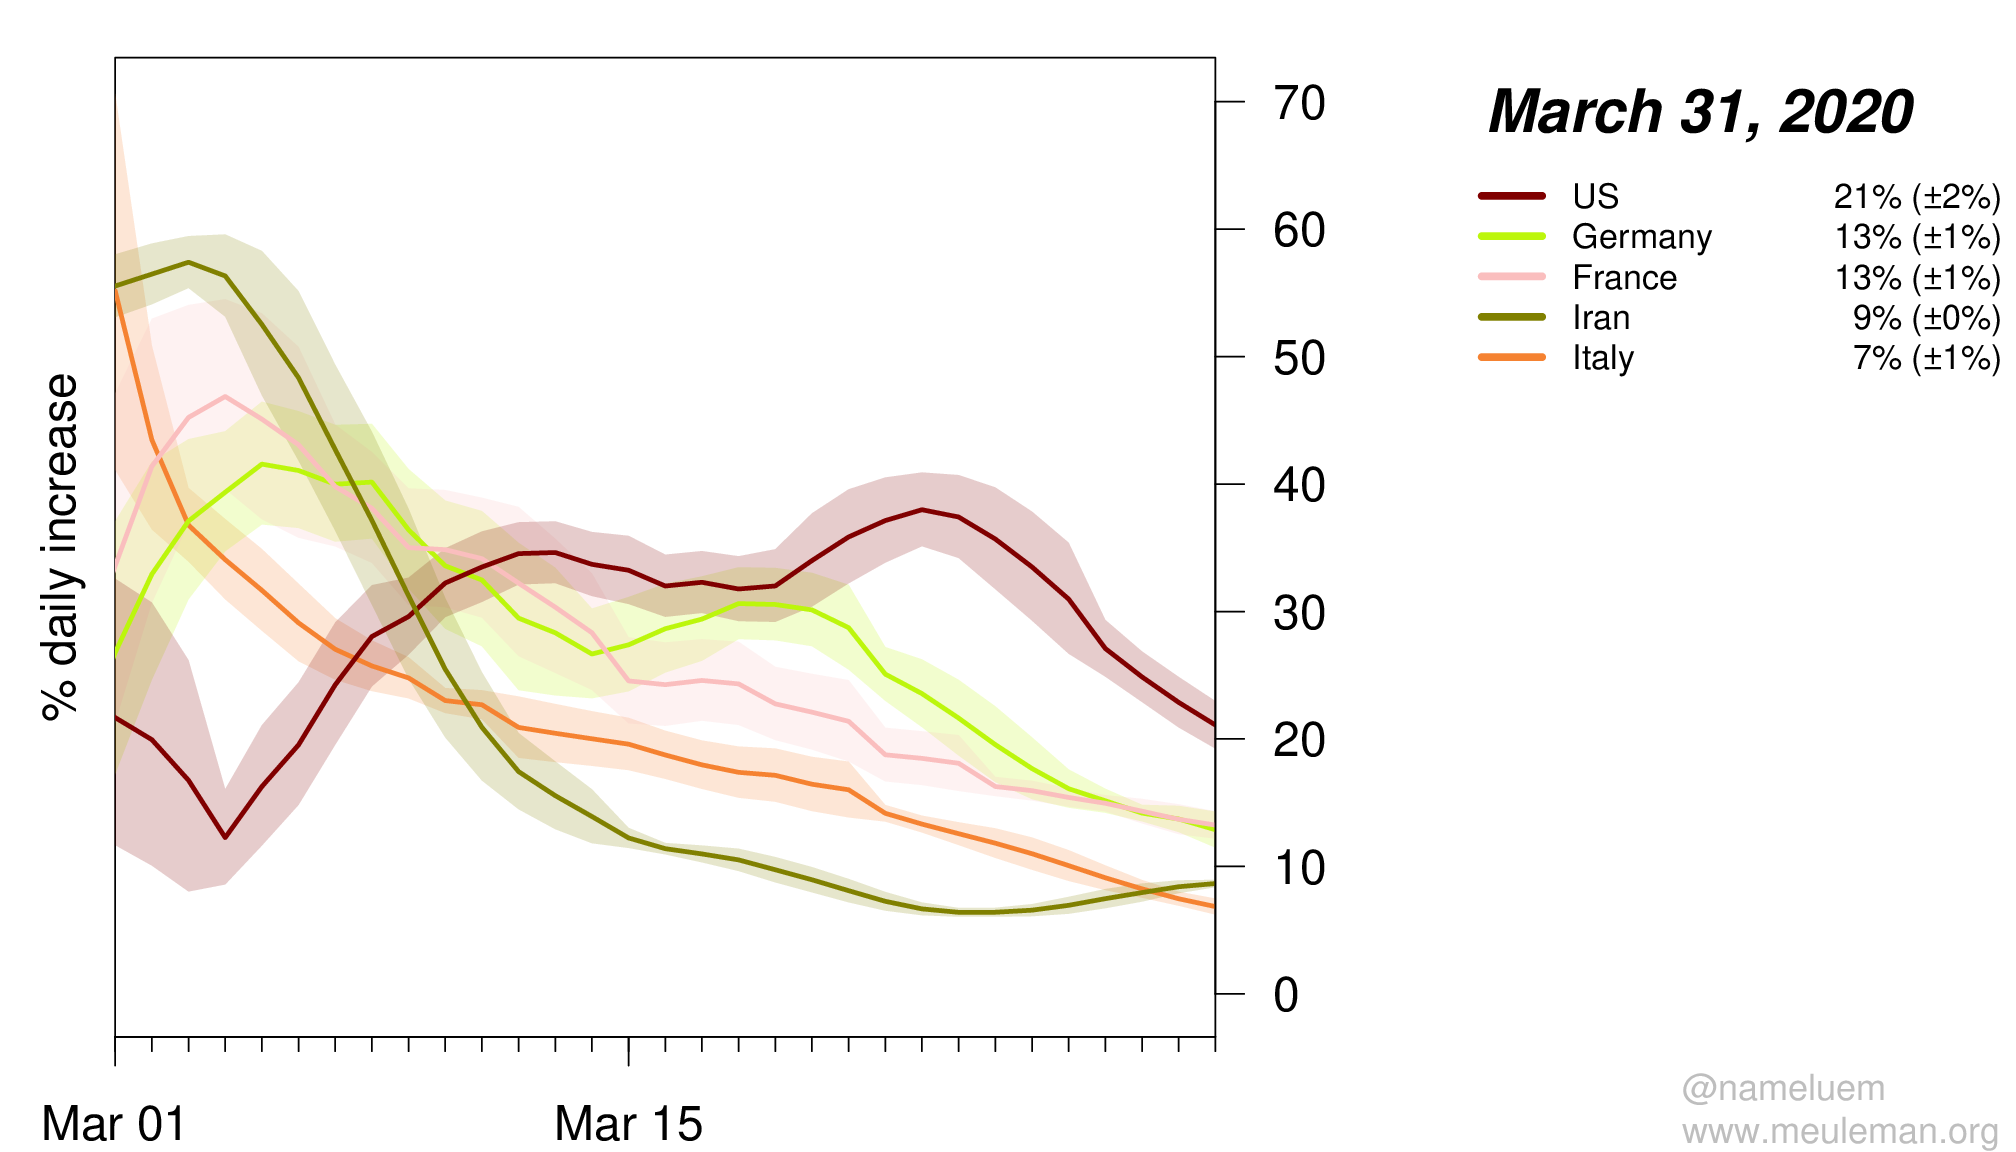 March 31, 2020
US 21% (±2%)
Germany 13% (±1%)
France 13% (±1%)
Iran 9% (±0%)
Italy 7% (±1%)
% daily increase
70
60
50
40
30
20
10
0
Mar 01 Mar 15
@nameluem
www.meuleman.org